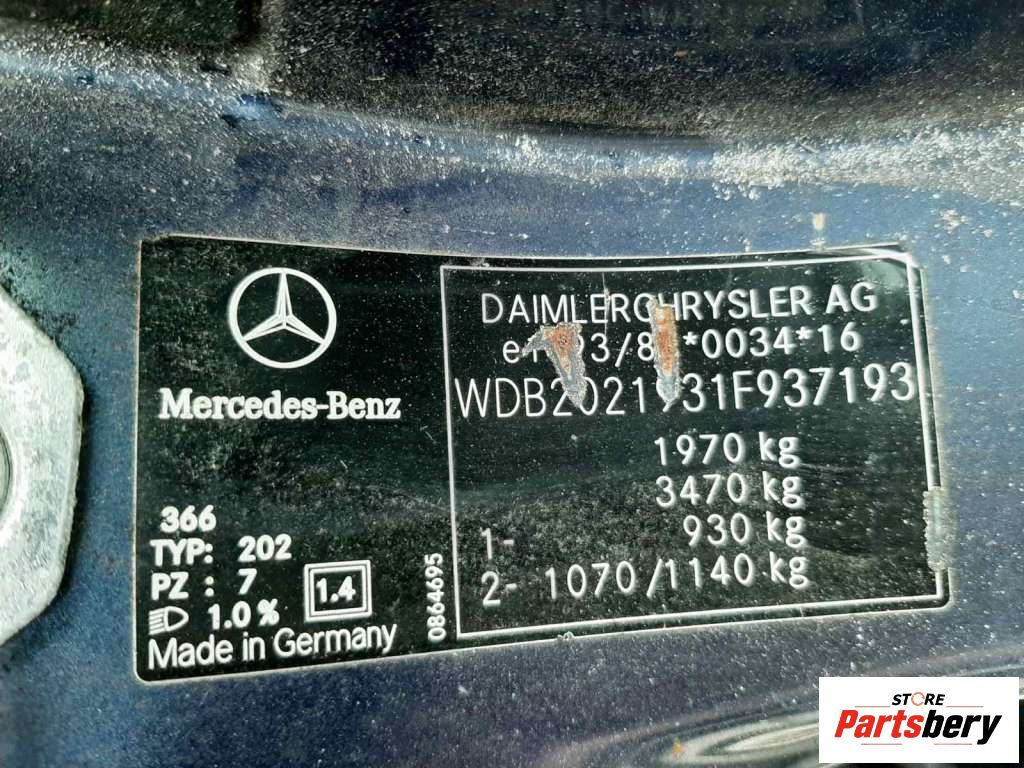 Mercedes-Benz
366
TYP: 202
PZ : 7
1.0%
1.4
Made in Germany
0864695
DAIMLERCHRYSLER AG
*0034*16
WDB2021931F937193
1970 kg
3470 kg
1- 930 kg
2- 1070/1140 kg
STORE
Partsbery